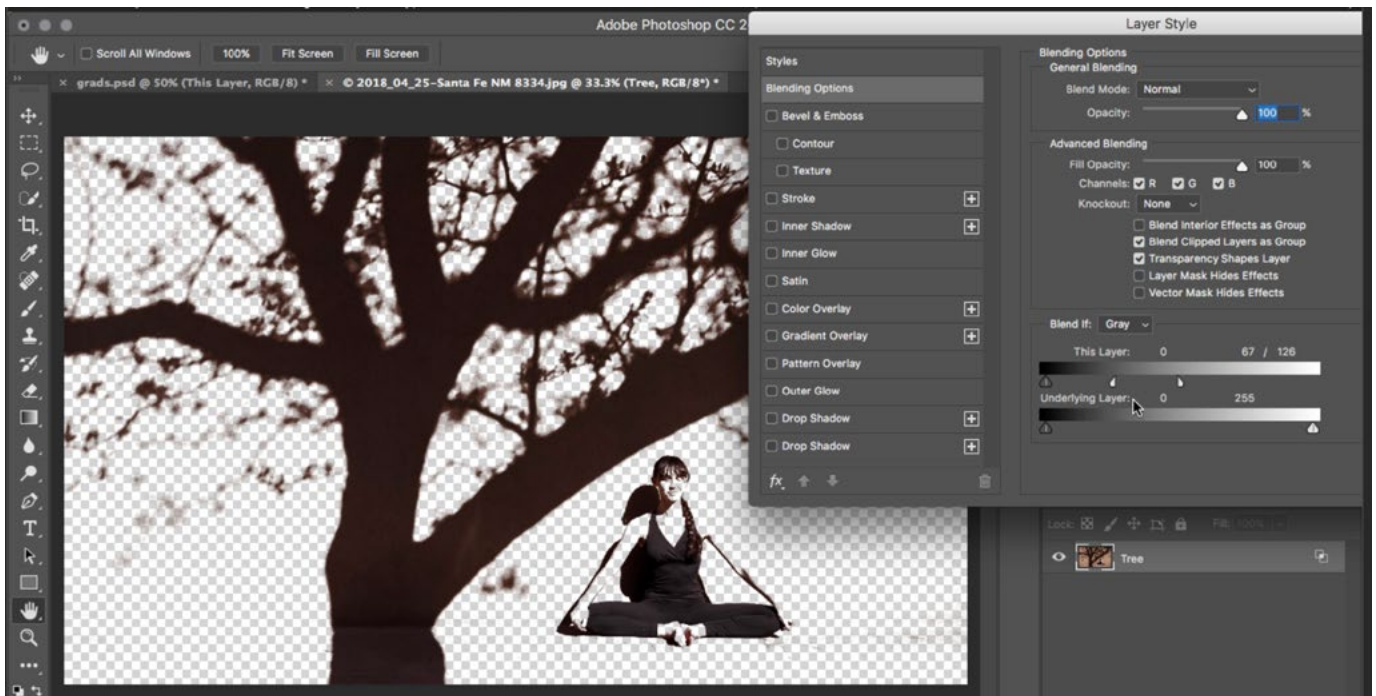 Adobe Photoshop CC 2
Layer Style
Scroll All Windows 100% Fit Screen Fill Screen
× grads.psd @ 50% (This Layer, RGB/8) * × © 2018_04_25-Santa Fe NM 8334.jpg @ 33.3% (Tree, RGB/8*) *
Styles
Blending Options
Bevel & Emboss
Contour
Texture
Stroke
Inner Shadow
Inner Glow
Satin
Color Overlay
Gradient Overlay
Pattern Overlay
Outer Glow
Drop Shadow
Drop Shadow
fx
Blending Options
General Blending
Blend Mode: Normal
Opacity: 100 %
Advanced Blending
Fill Opacity: 100 %
Channels: R G B
Knockout: None
Blend Interior Effects as Group
Blend Clipped Layers as Group
Transparency Shapes Layer
Layer Mask Hides Effects
Vector Mask Hides Effects
Blend If: Gray
This Layer: 0 67 / 126
Underlying Layer: 0 255
Lock: Fill: 100%
Tree
T